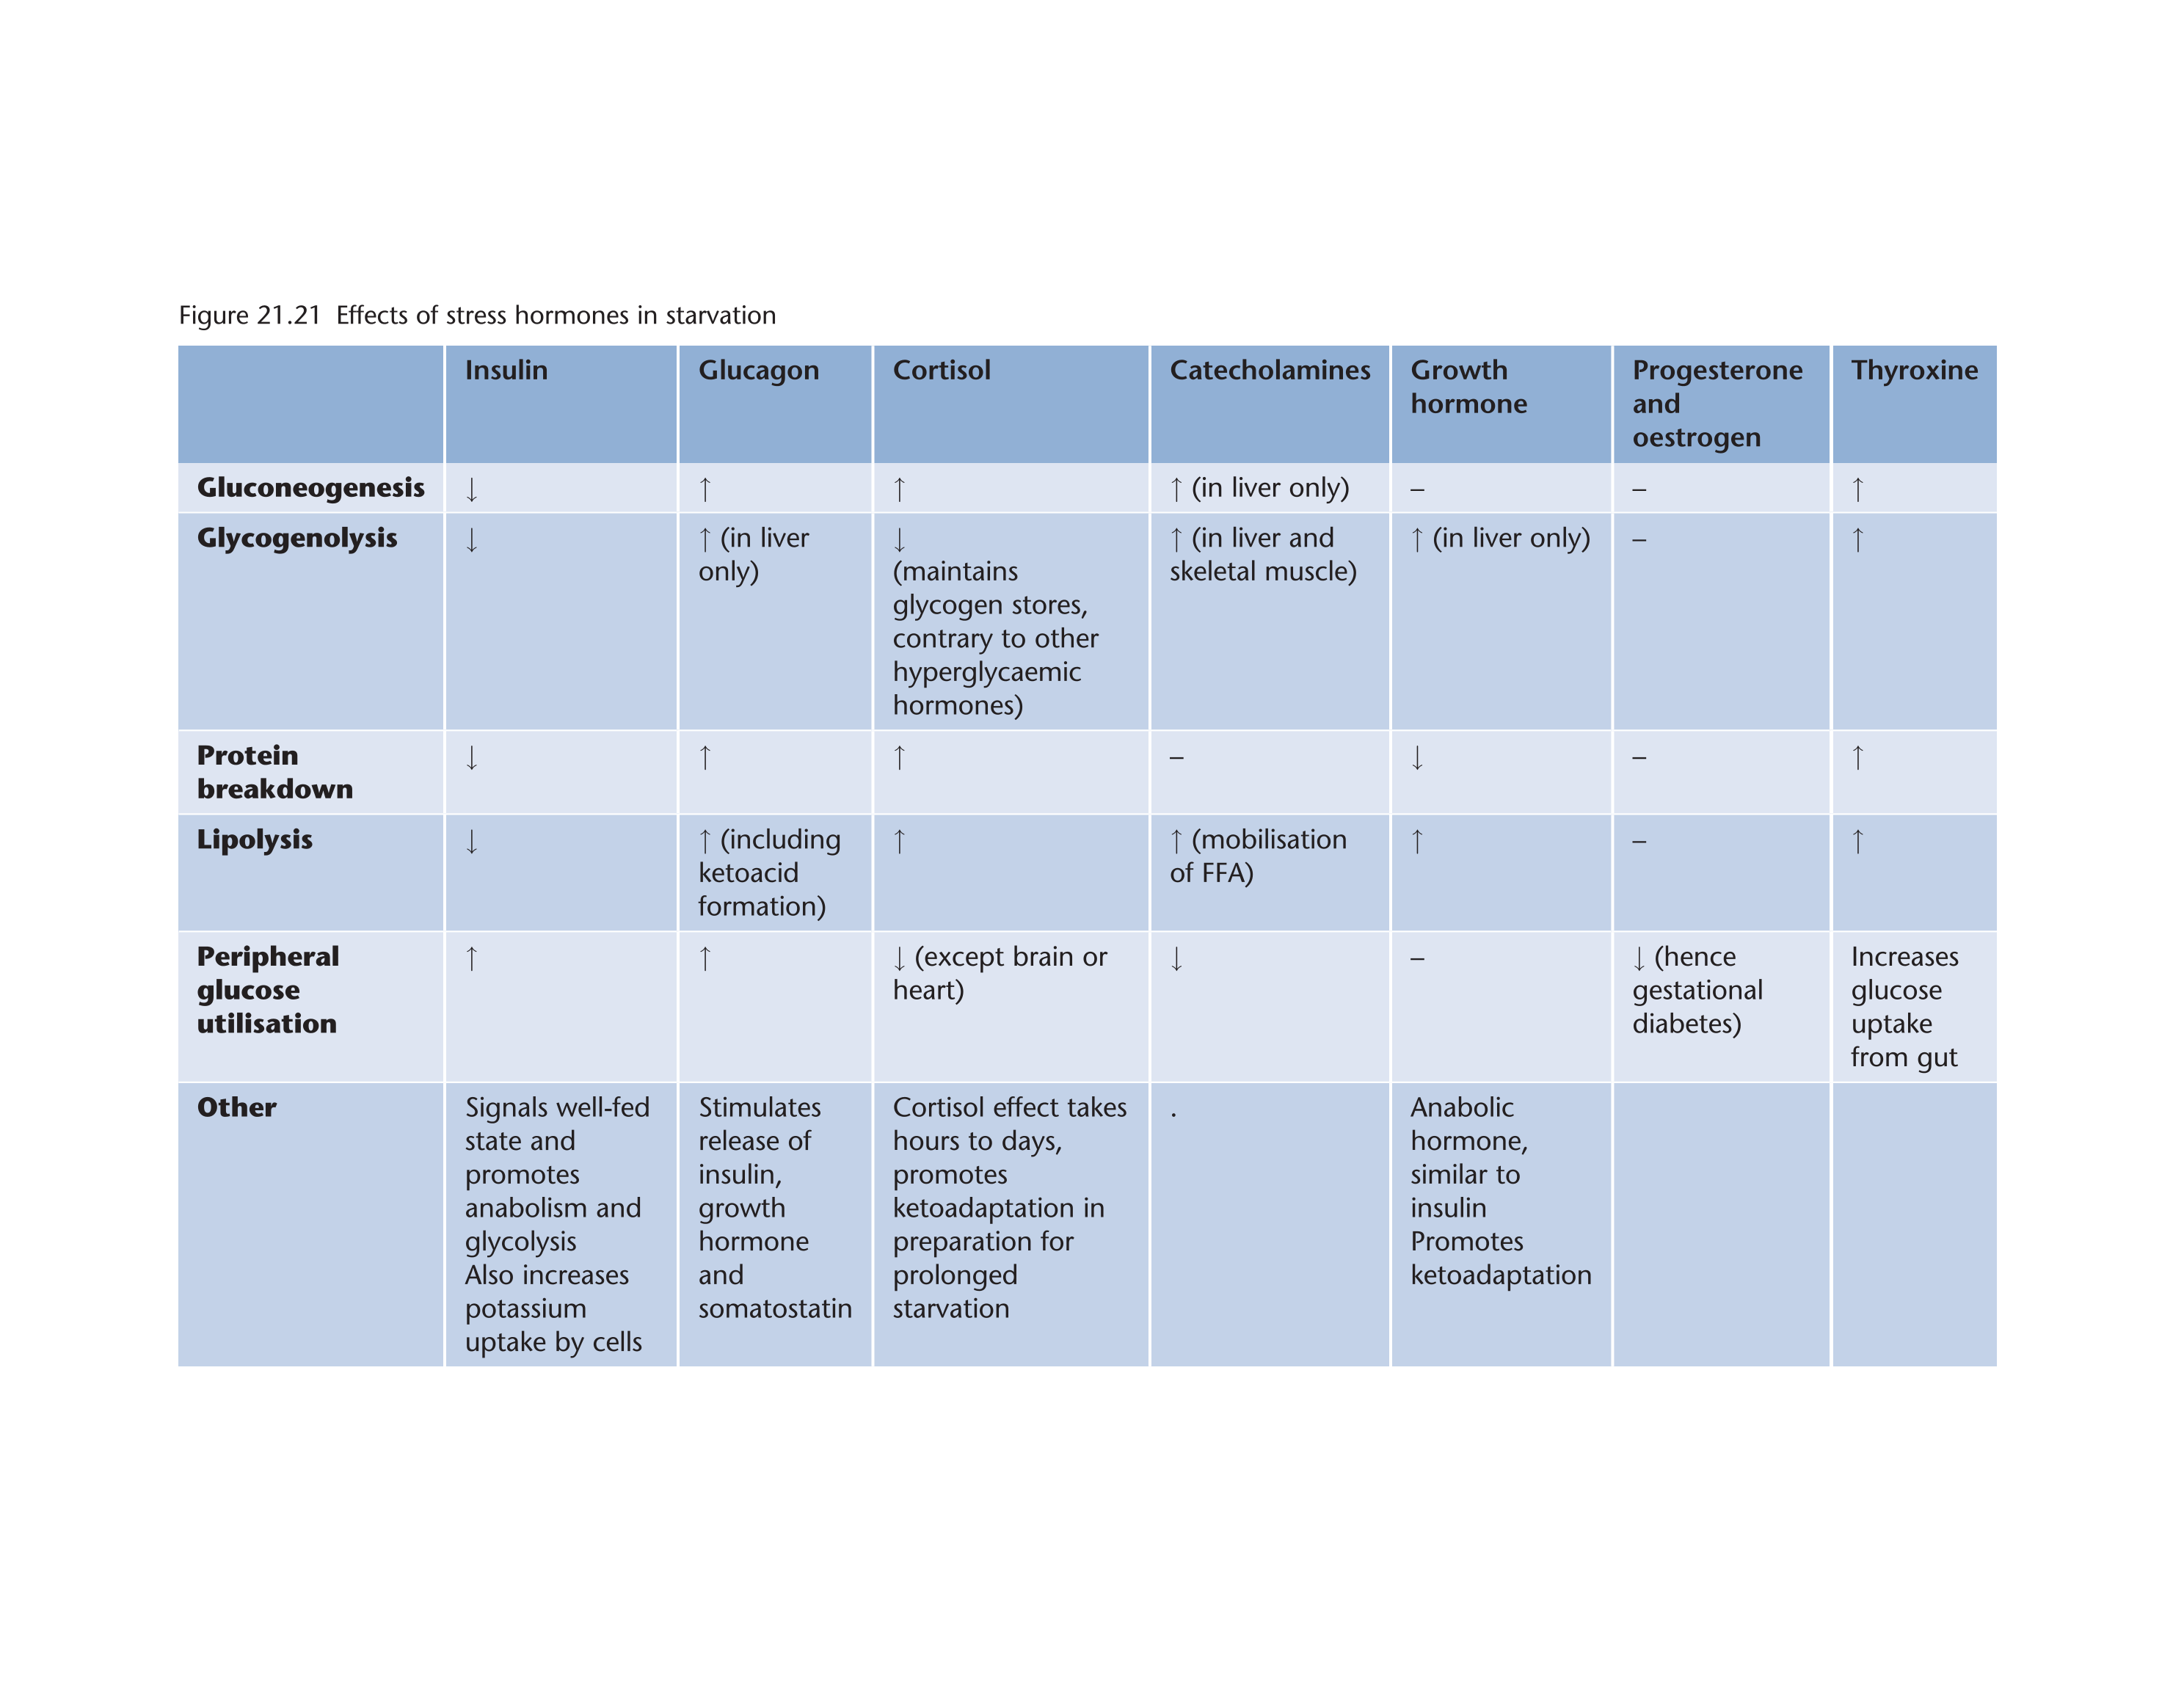 Figure 21.21 Effects of stress hormones in starvation
Insulin
Glucagon
Cortisol
Catecholamines
Growth
hormone
Progesterone
and
oestrogen
Thyroxine
Gluconeogenesis
↓
↑
↑
↑ (in liver only)
–
–
↑
Glycogenolysis
↓
↑ (in liver
only)
↓
(maintains
glycogen stores,
contrary to other
hyperglycaemic
hormones)
↑ (in liver and
skeletal muscle)
↑ (in liver only)
–
↑
Protein
breakdown
↓
↑
↑
–
↓
–
↑
Lipolysis
↓
↑ (including
ketoacid
formation)
↑
↑ (mobilisation
of FFA)
↑
–
↑
Peripheral
glucose
utilisation
↑
↑
↓ (except brain or
heart)
↓
–
↓ (hence
gestational
diabetes)
Increases
glucose
uptake
from gut
Other
Signals well-fed
state and
promotes
anabolism and
glycolysis
Also increases
potassium
uptake by cells
Stimulates
release of
insulin,
growth
hormone
and
somatostatin
Cortisol effect takes
hours to days,
promotes
ketoadaptation in
preparation for
prolonged
starvation
.
Anabolic
hormone,
similar to
insulin
Promotes
ketoadaptation